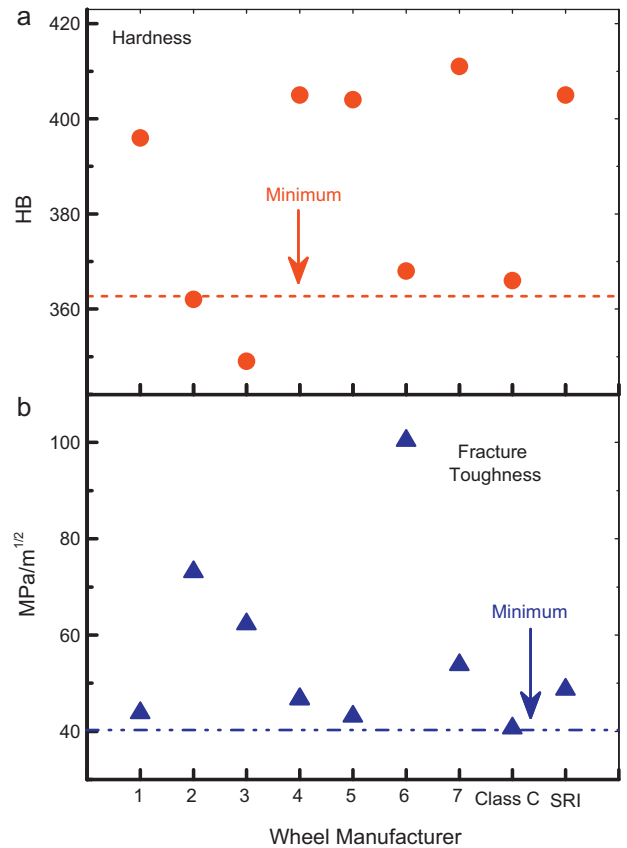 a
Hardness
420
400
380
360
HB
Minimum
b
Fracture
Toughness
100
80
60
40
MPa/m^1/2
Minimum
1 2 3 4 5 6 7 Class C SRI
Wheel Manufacturer